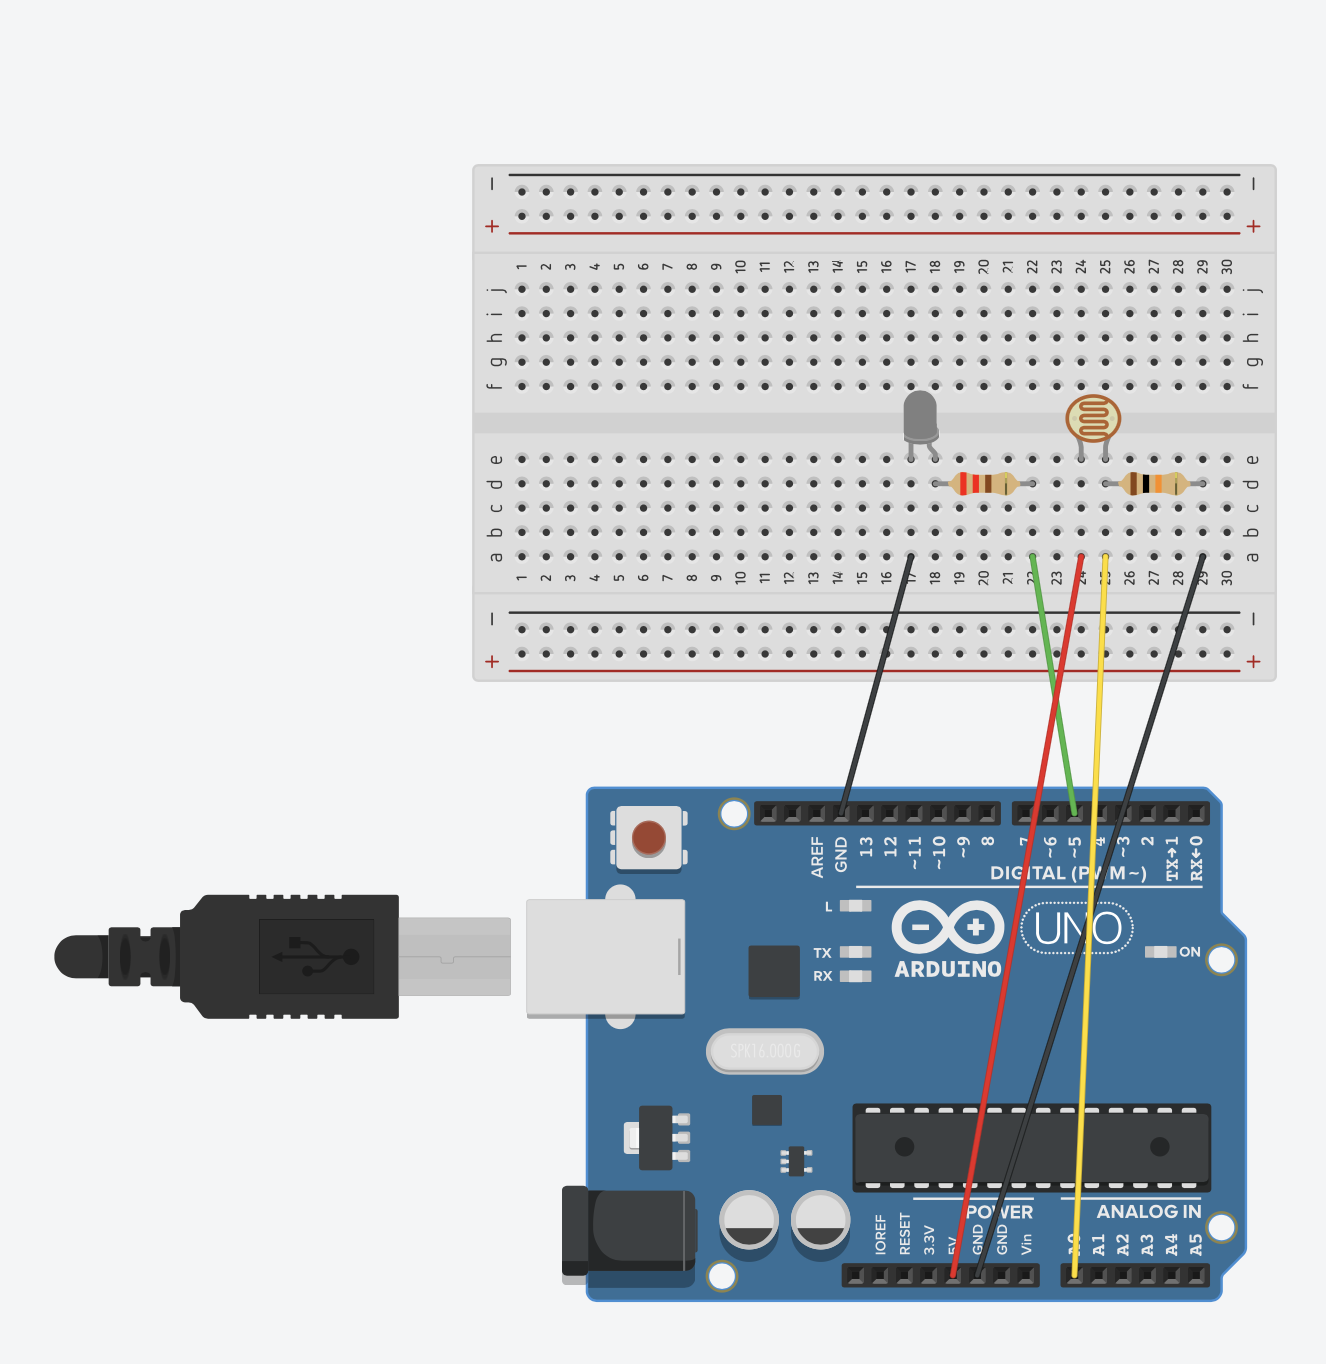 − −
+ +
1 2 3 4 5 6 7 8 9 10 11 12 13 14 15 16 17 18 19 20 21 22 23 24 25 26 27 28 29 30
j j
i i
h h
g g
f f
e e
d d
c c
b b
a a
1 2 3 4 5 6 7 8 9 10 11 12 13 14 15 16 17 18 19 20 21 22 23 24 25 26 27 28 29 30
− −
+ +
AREF GND 13 12 ~11 ~10 ~9 8 7 ~6 ~5 4 ~3 2 TX→1 RX←0
DIGITAL (PWM~)
L
UNO
TX
ON
RX
ARDUINO
SPK16.000G
POWER
ANALOG IN
IOREF RESET 3.3V 5V GND GND Vin A0 A1 A2 A3 A4 A5